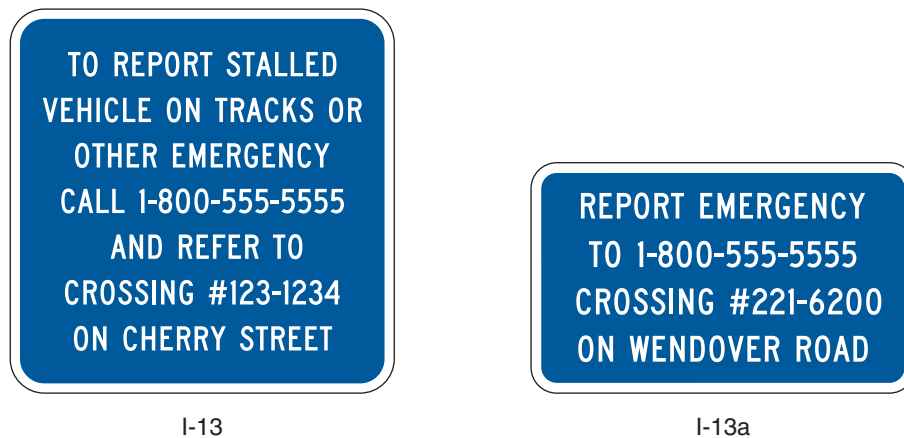 TO REPORT STALLED
VEHICLE ON TRACKS OR
OTHER EMERGENCY
CALL 1-800-555-5555
AND REFER TO
CROSSING #123-1234
ON CHERRY STREET
I-13
REPORT EMERGENCY
TO 1-800-555-5555
CROSSING #221-6200
ON WENDOVER ROAD
I-13a